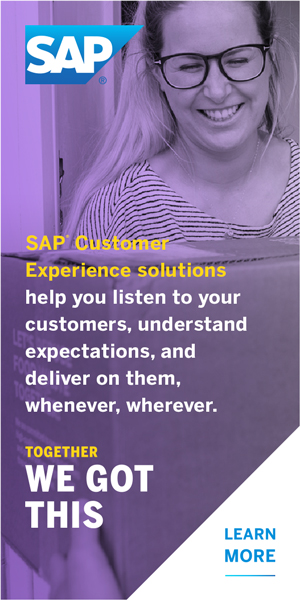 SAP®
SAP® Customer
Experience solutions
help you listen to your
customers, understand
expectations, and
deliver on them,
whenever, wherever.
TOGETHER
WE GOT
THIS
LEARN
MORE